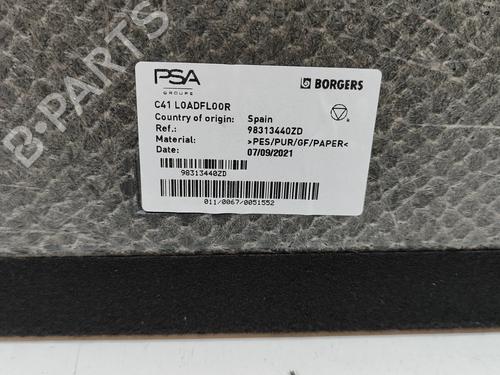 B-PARTS
PSA
GROUPE
BORGERS
C41 L0ADFL00R
Country of origin: Spain
Ref.: 98313440ZD
Material: >PES/PUR/GF/PAPER<
Date: 07/09/2021
98313440ZD
011/0067/0051552